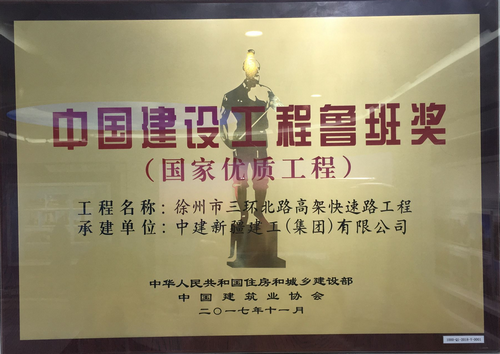 中国建设工程鲁班奖
（国家优质工程）
工程名称：徐州市三环北路高架快速路工程
承建单位：中建新疆建工(集团)有限公司
中华人民共和国住房和城乡建设部
中国建筑业协会
二〇一七年十一月